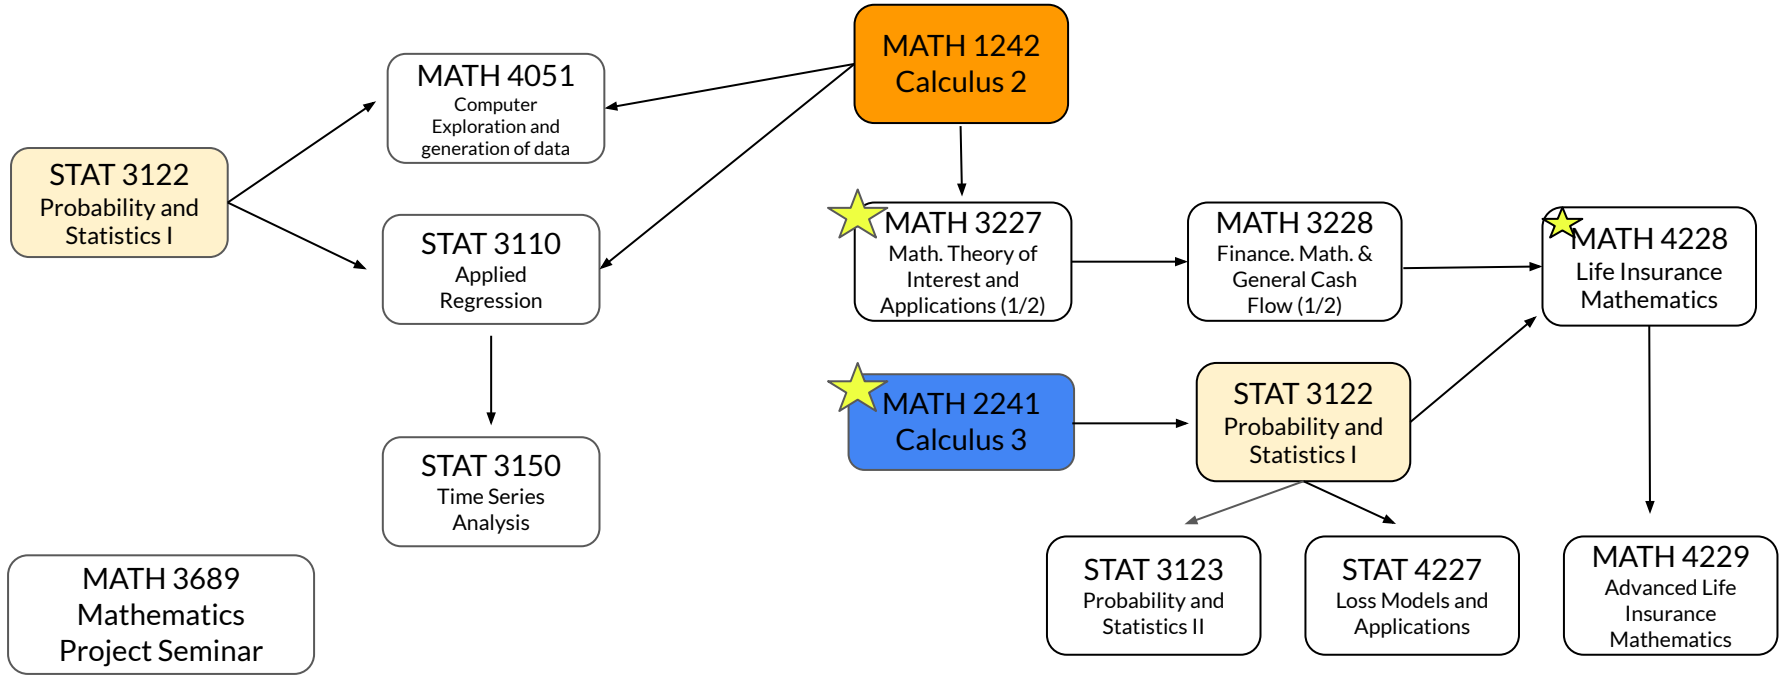 MATH 1242
Calculus 2
MATH 4051
Computer
Exploration and
generation of data
STAT 3122
Probability and
Statistics I
STAT 3110
Applied
Regression
MATH 3227
Math. Theory of
Interest and
Applications (1/2)
MATH 3228
Finance. Math. &
General Cash
Flow (1/2)
MATH 4228
Life Insurance
Mathematics
MATH 2241
Calculus 3
STAT 3122
Probability and
Statistics I
STAT 3150
Time Series
Analysis
MATH 3689
Mathematics
Project Seminar
STAT 3123
Probability and
Statistics II
STAT 4227
Loss Models and
Applications
MATH 4229
Advanced Life
Insurance
Mathematics